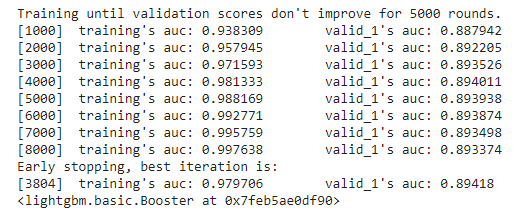 Training until validation scores don't improve for 5000 rounds.
[1000] training's auc: 0.938309 valid_1's auc: 0.887942
[2000] training's auc: 0.957945 valid_1's auc: 0.892205
[3000] training's auc: 0.971593 valid_1's auc: 0.893526
[4000] training's auc: 0.981333 valid_1's auc: 0.894011
[5000] training's auc: 0.988169 valid_1's auc: 0.893938
[6000] training's auc: 0.992771 valid_1's auc: 0.893874
[7000] training's auc: 0.995759 valid_1's auc: 0.893498
[8000] training's auc: 0.997638 valid_1's auc: 0.893374
Early stopping, best iteration is:
[3804] training's auc: 0.979706 valid_1's auc: 0.89418
<lightgbm.basic.Booster at 0x7feb5ae0df90>